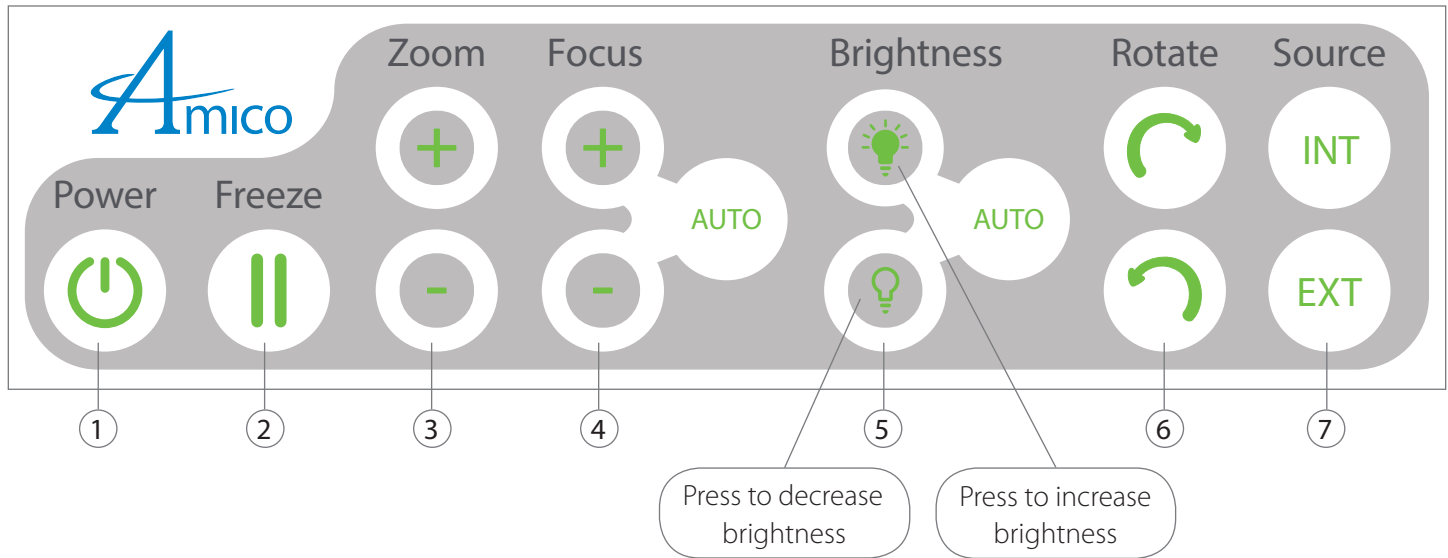 Amico
Zoom Focus Brightness Rotate Source
+ + INT
Power Freeze AUTO AUTO
- - EXT
1 2 3 4 5 6 7
Press to decrease
brightness
Press to increase
brightness